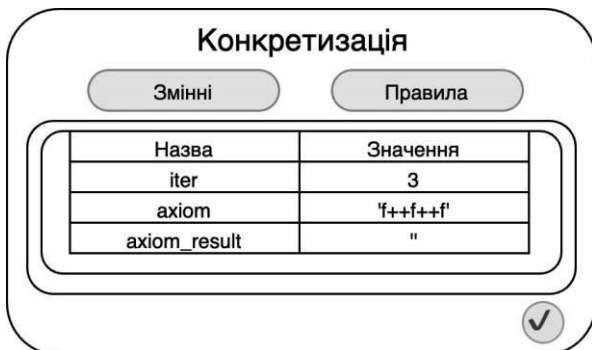 Конкретизація
Змінні Правила
Назва Значення
iter 3
axiom 'f++f++f'
axiom_result ''